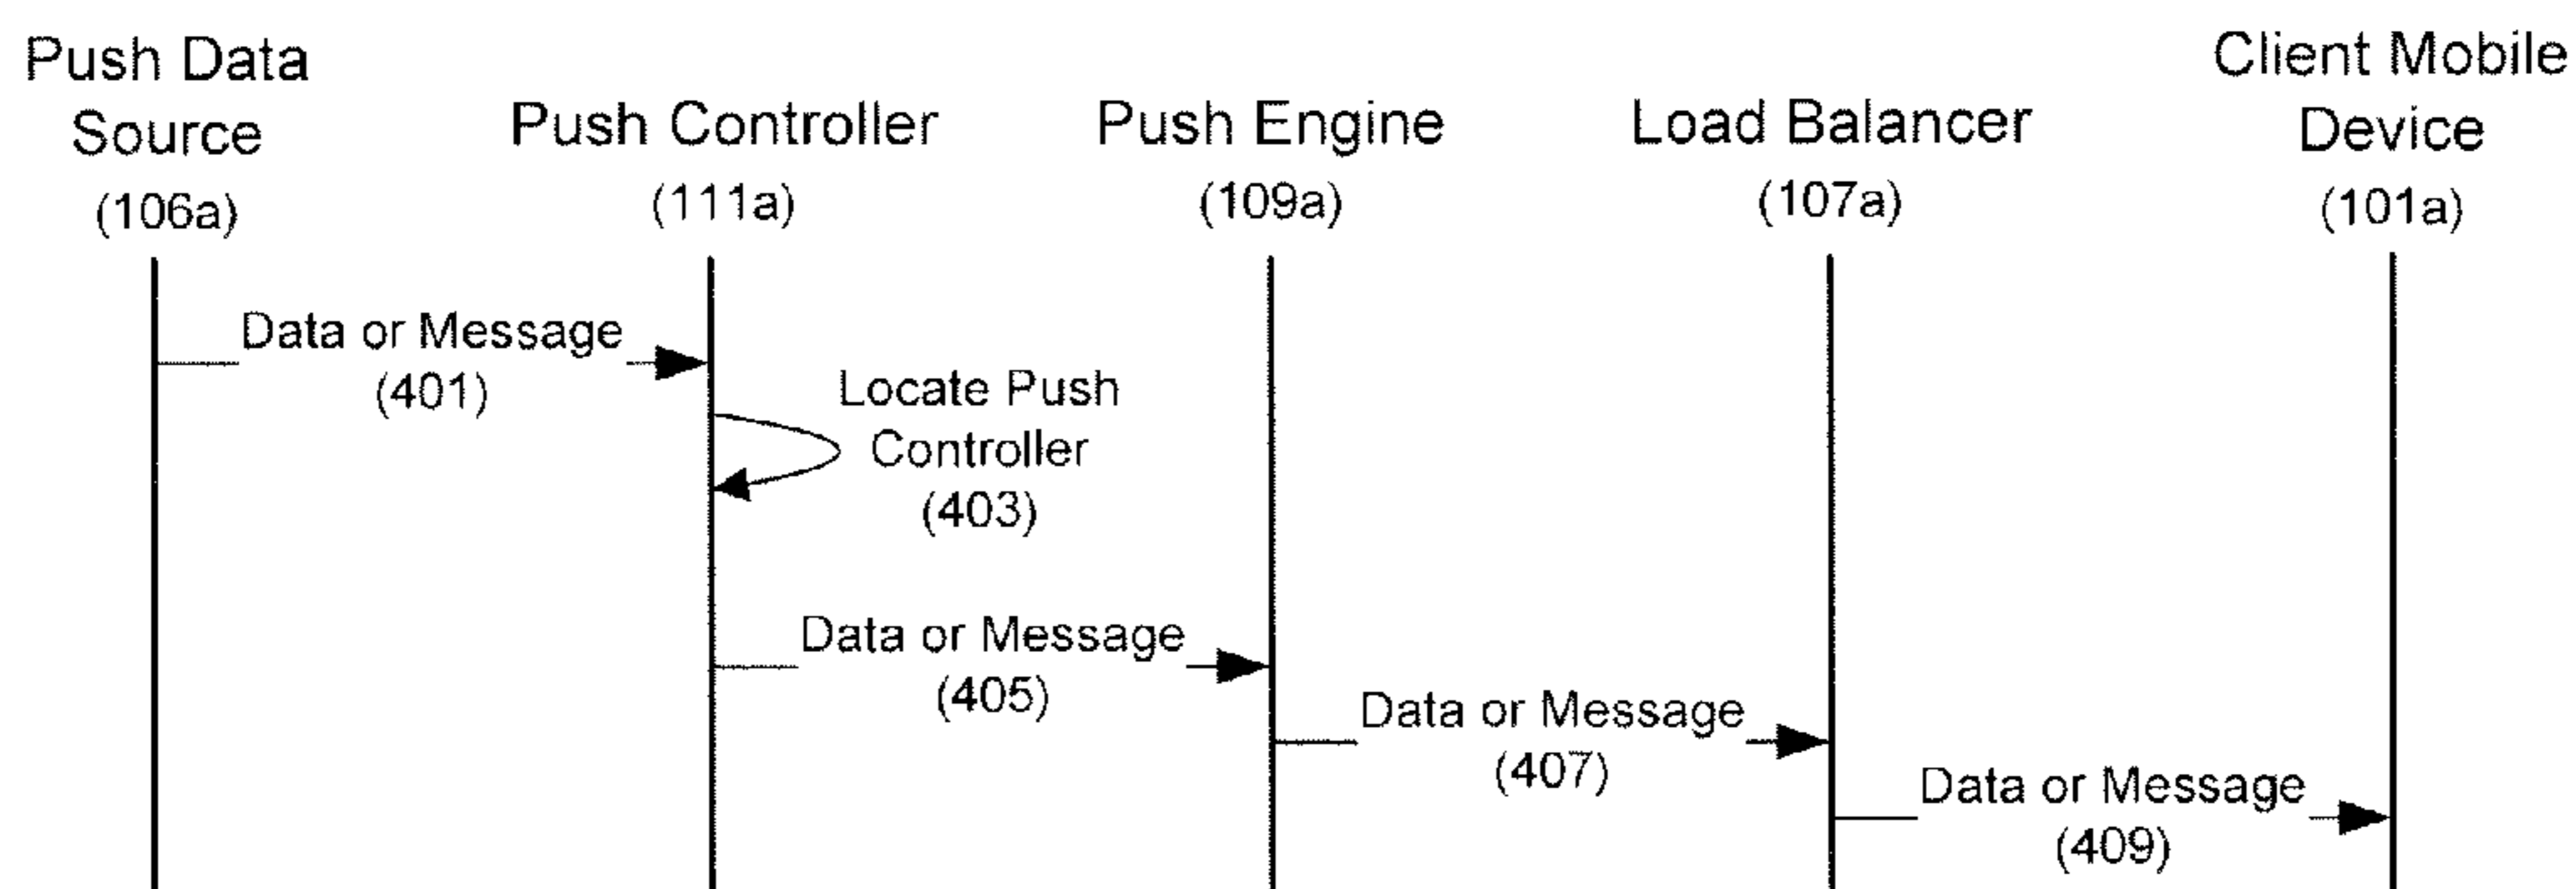 Push Data
Source
(106a)
Push Controller
(111a)
Push Engine
(109a)
Load Balancer
(107a)
Client Mobile
Device
(101a)
Data or Message
(401)
Locate Push
Controller
(403)
Data or Message
(405)
Data or Message
(407)
Data or Message
(409)